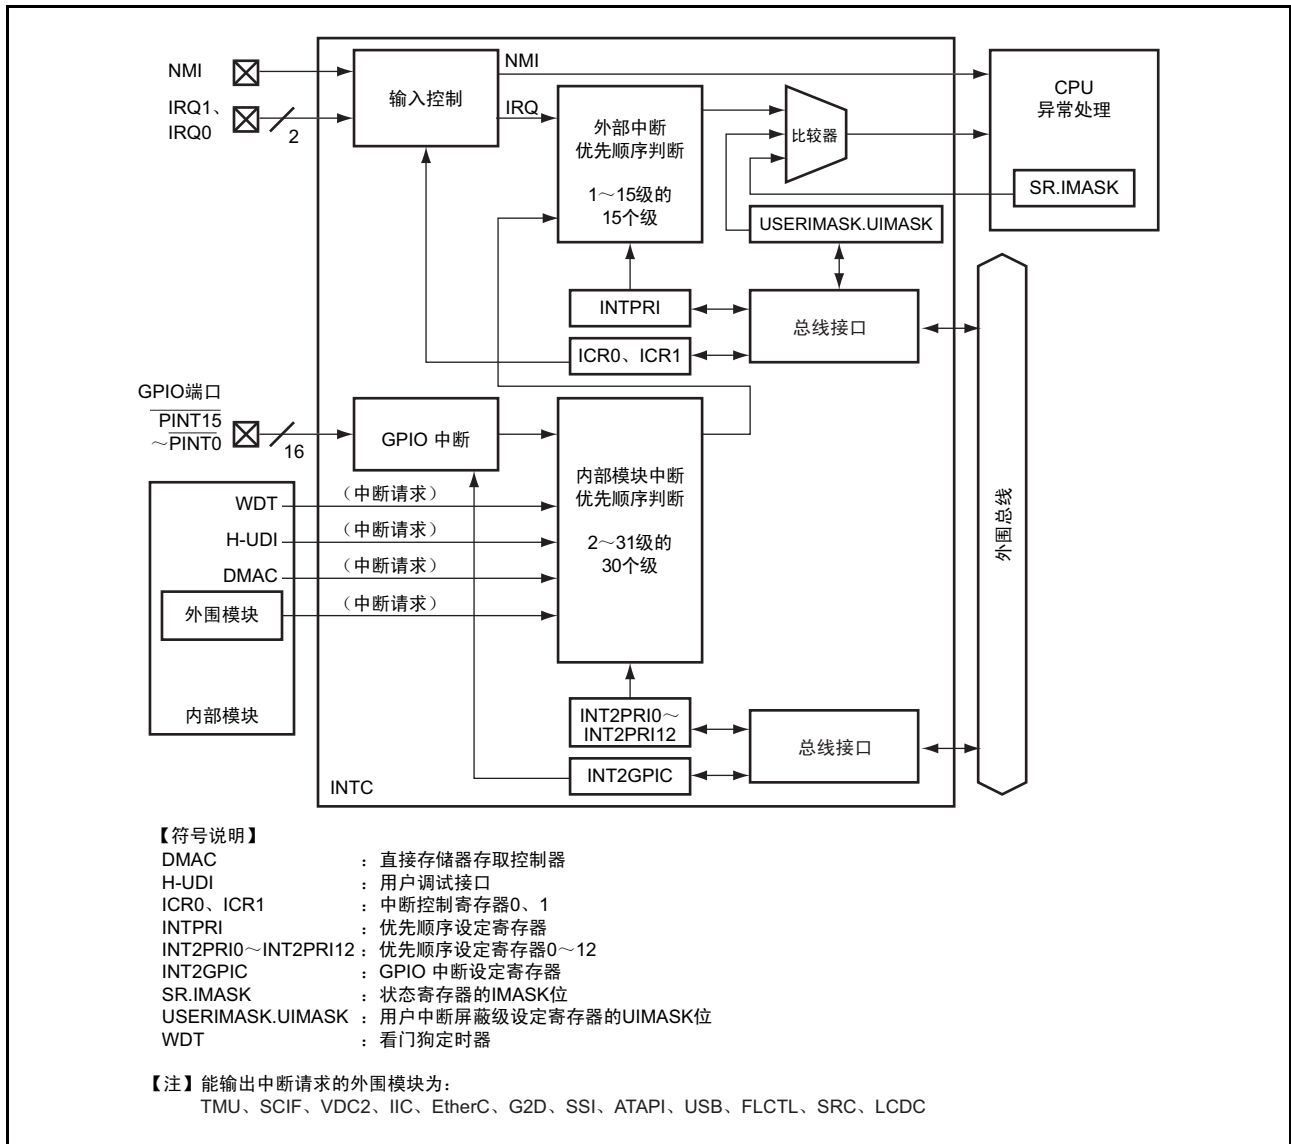 NMI
IRQ1、
IRQ0
2
输入控制
NMI
IRQ
外部中断
优先顺序判断
1～15级的
15个级
比较器
CPU
异常处理
SR.IMASK
USERIMASK.UIMASK
INTPRI
总线接口
ICR0、ICR1
GPIO端口
PINT15
～PINT0
16
GPIO 中断
内部模块中断
优先顺序判断
2～31级的
30个级
WDT
（中断请求）
H-UDI
（中断请求）
DMAC
（中断请求）
外围模块
（中断请求）
内部模块
外围总线
INT2PRI0～
INT2PRI12
总线接口
INT2GPIC
INTC
【符号说明】
DMAC ：直接存储器存取控制器
H-UDI ：用户调试接口
ICR0、ICR1 ：中断控制寄存器0、1
INTPRI ：优先顺序设定寄存器
INT2PRI0～INT2PRI12：优先顺序设定寄存器0～12
INT2GPIC ：GPIO 中断设定寄存器
SR.IMASK ：状态寄存器的IMASK位
USERIMASK.UIMASK ：用户中断屏蔽级设定寄存器的UIMASK位
WDT ：看门狗定时器
【注】能输出中断请求的外围模块为：
TMU、SCIF、VDC2、IIC、EtherC、G2D、SSI、ATAPI、USB、FLCTL、SRC、LCDC